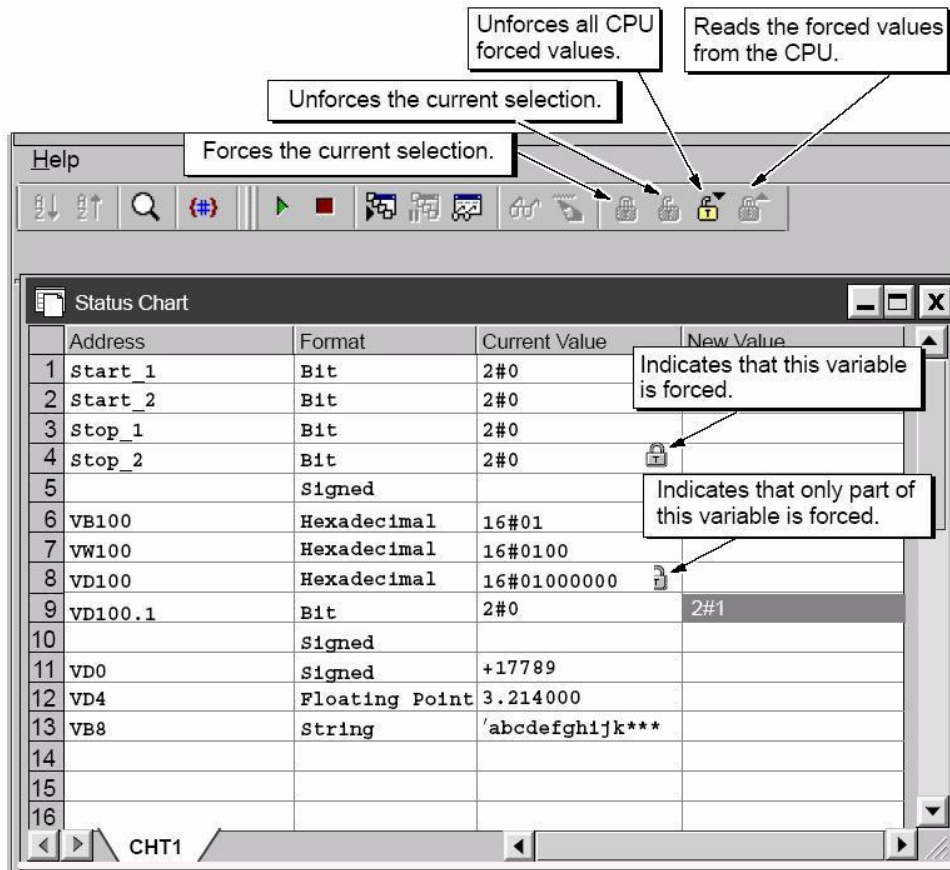 Unforces all CPU
forced values.
Reads the forced values
from the CPU.
Unforces the current selection.
Forces the current selection.
Help
Status Chart
Address Format Current Value New Value
Indicates that this variable
is forced.
1 Start_1 Bit 2#0
2 Start_2 Bit 2#0
3 Stop_1 Bit 2#0
4 Stop_2 Bit 2#0
5 Signed
Indicates that only part of
this variable is forced.
6 VB100 Hexadecimal 16#01
7 VW100 Hexadecimal 16#0100
8 VD100 Hexadecimal 16#01000000
9 VD100.1 Bit 2#0 2#1
10 Signed
11 VD0 Signed +17789
12 VD4 Floating Point 3.214000
13 VB8 String 'abcdefghijk***
14
15
16
CHT1